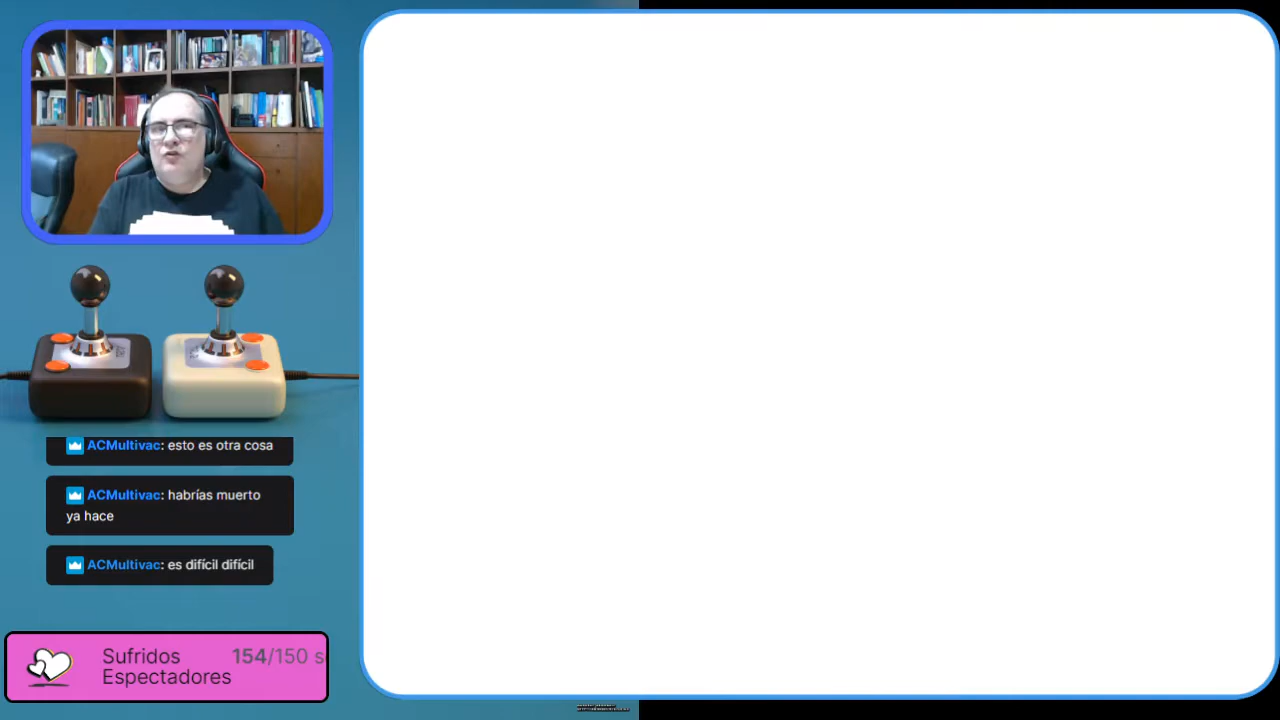 ACMultivac: esto es otra cosa
ACMultivac: habrías muerto
ya hace
ACMultivac: es difícil difícil
Sufridos
Espectadores
154/150 s